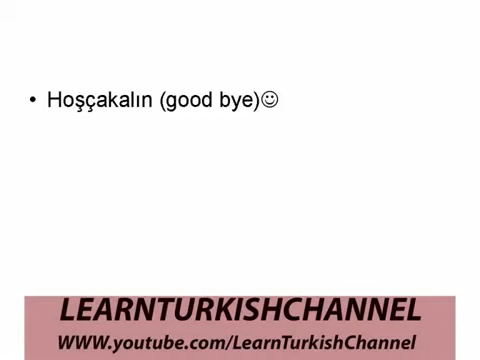 • Hoşçakalın (good bye)☺
LEARNTURKISHCHANNEL
WWW.youtube.com/LearnTurkishChannel